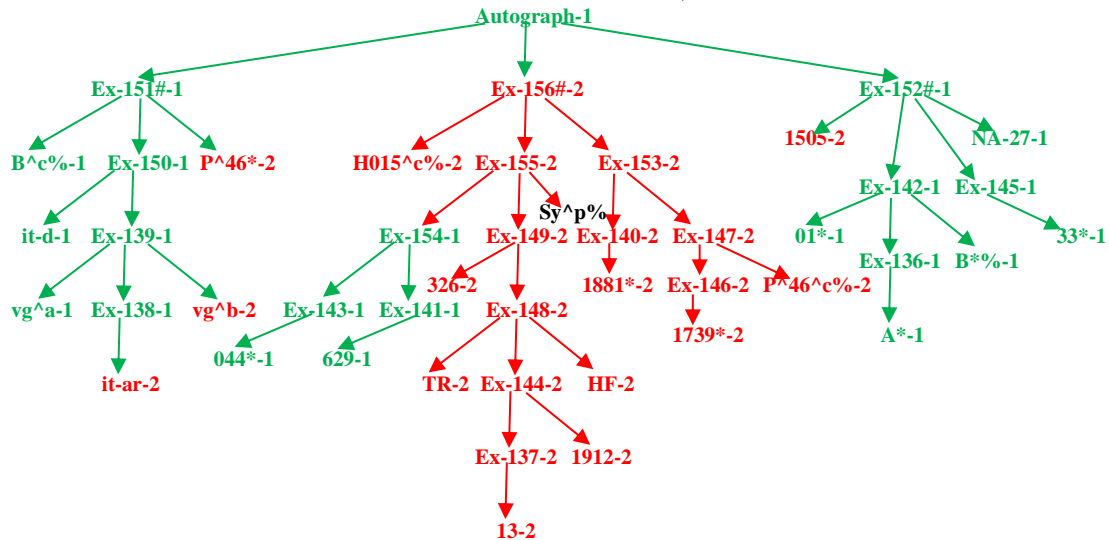 Autograph-1
Ex-151#-1 Ex-156#-2 Ex-152#-1
1505-2 NA-27-1
B^c%-1 Ex-150-1 P^46*-2 H015^c%-2 Ex-155-2 Ex-153-2
Ex-142-1 Ex-145-1
Sy^p%
it-d-1 Ex-139-1 Ex-154-1 Ex-149-2 Ex-140-2 Ex-147-2 01*-1 33*-1
Ex-136-1 B*%-1
326-2 1881*-2 Ex-146-2 P^46^c%-2
vg^a-1 Ex-138-1 vg^b-2 Ex-143-1 Ex-141-1 Ex-148-2
1739*-2 A*-1
044*-1 629-1
it-ar-2 TR-2 Ex-144-2 HF-2
Ex-137-2 1912-2
13-2